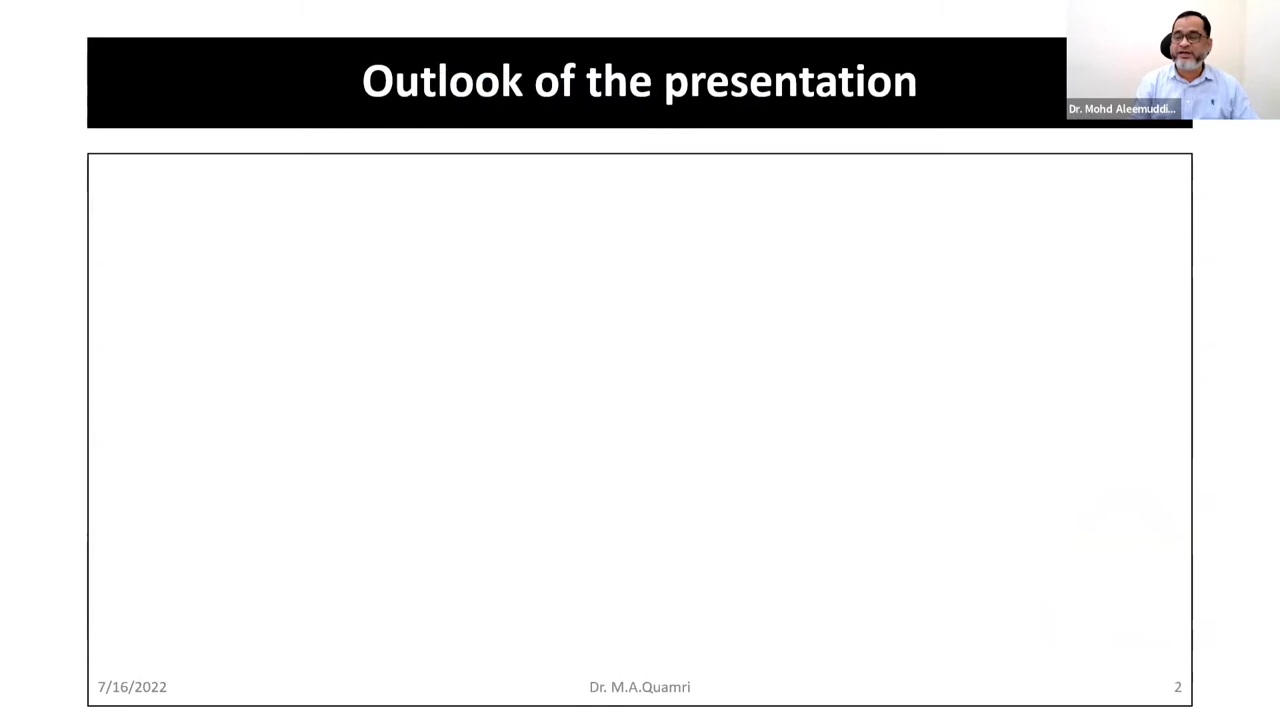 Outlook of the presentation
Dr. Mohd Aleemuddi...
7/16/2022
Dr. M.A.Quamri
2